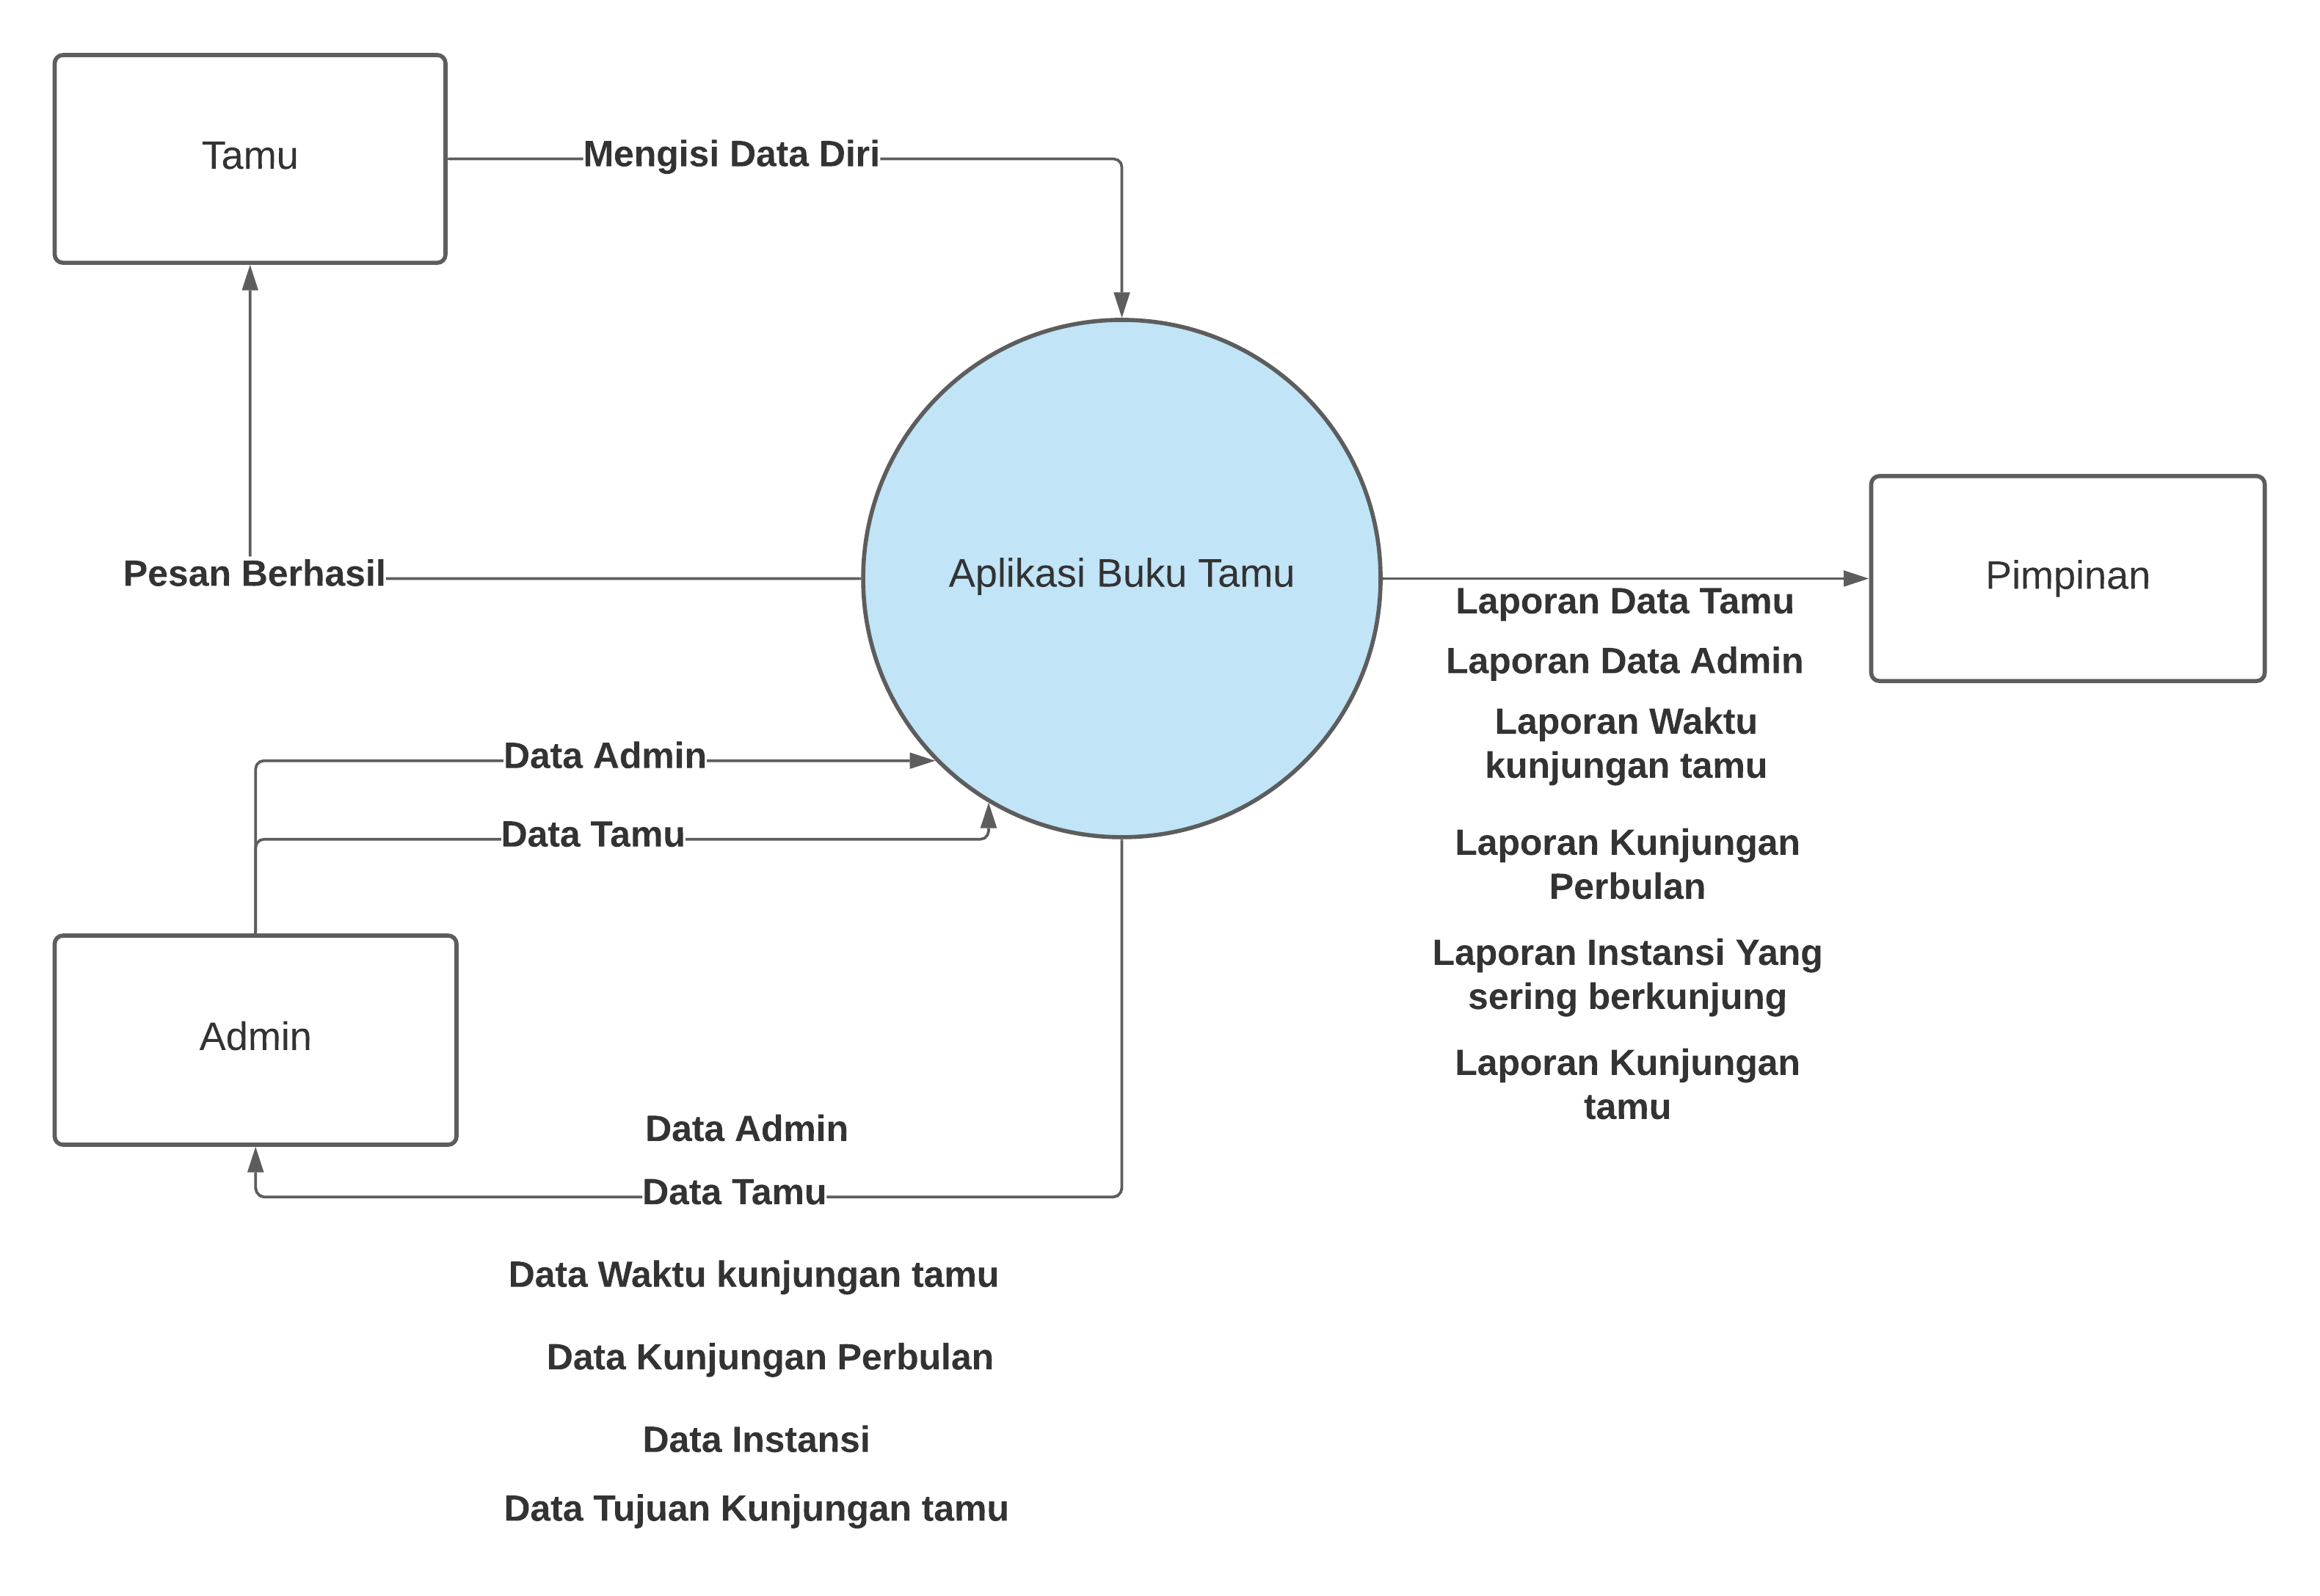 Tamu
Mengisi Data Diri
Pesan Berhasil
Aplikasi Buku Tamu
Pimpinan
Laporan Data Tamu
Laporan Data Admin
Laporan Waktu
kunjungan tamu
Laporan Kunjungan
Perbulan
Laporan Instansi Yang
sering berkunjung
Laporan Kunjungan
tamu
Data Admin
Data Tamu
Admin
Data Admin
Data Tamu
Data Waktu kunjungan tamu
Data Kunjungan Perbulan
Data Instansi
Data Tujuan Kunjungan tamu